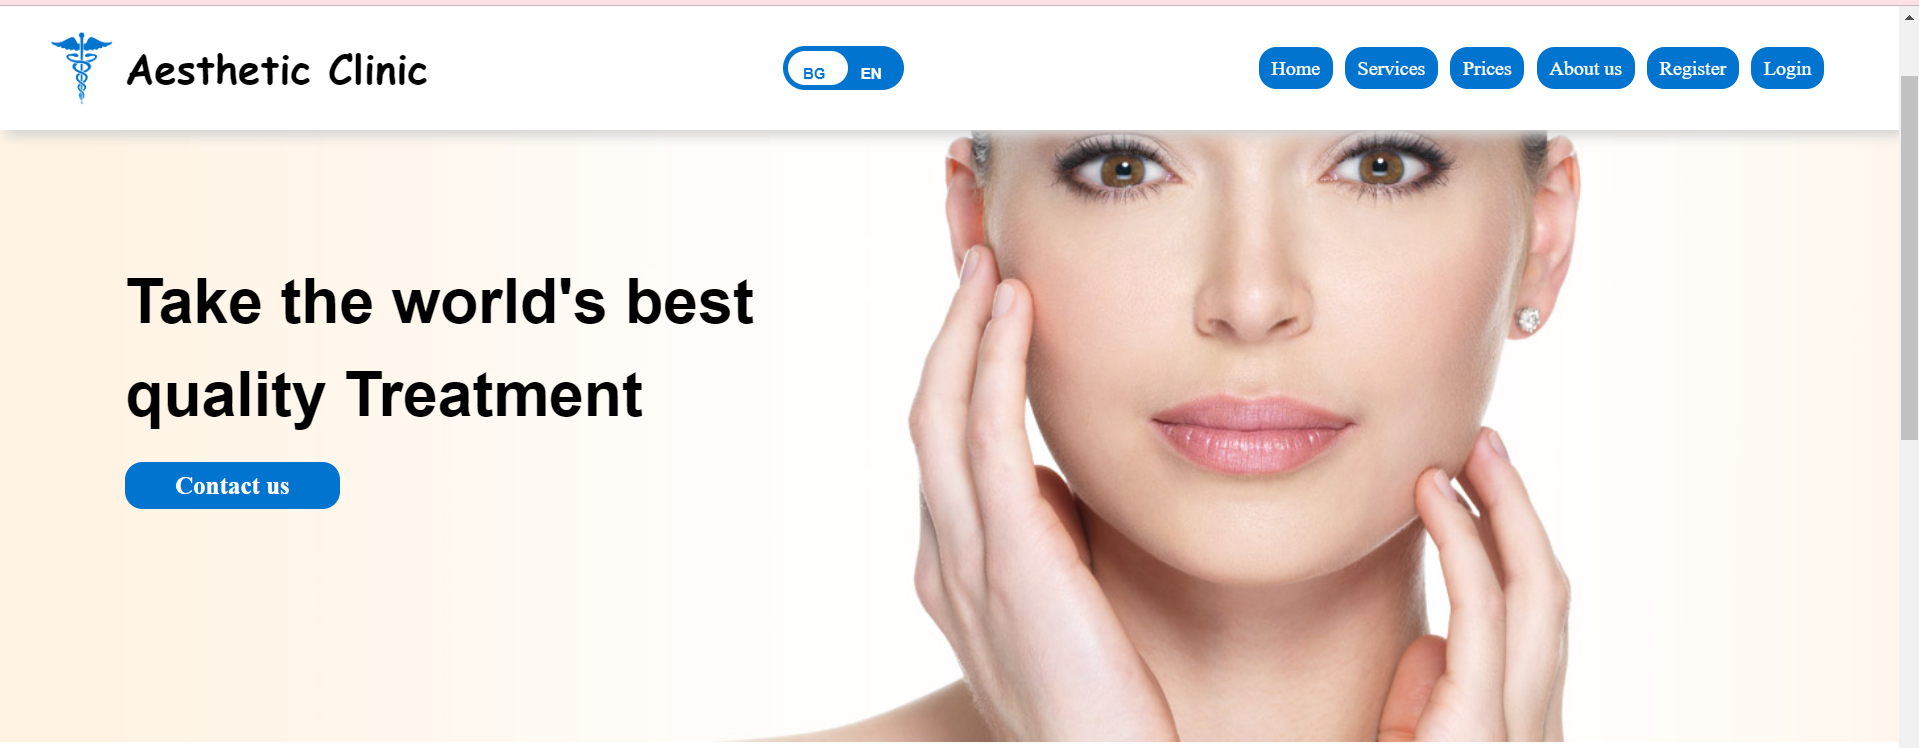 Aesthetic Clinic
BG EN
Home Services Prices About us Register Login
Take the world's best
quality Treatment
Contact us